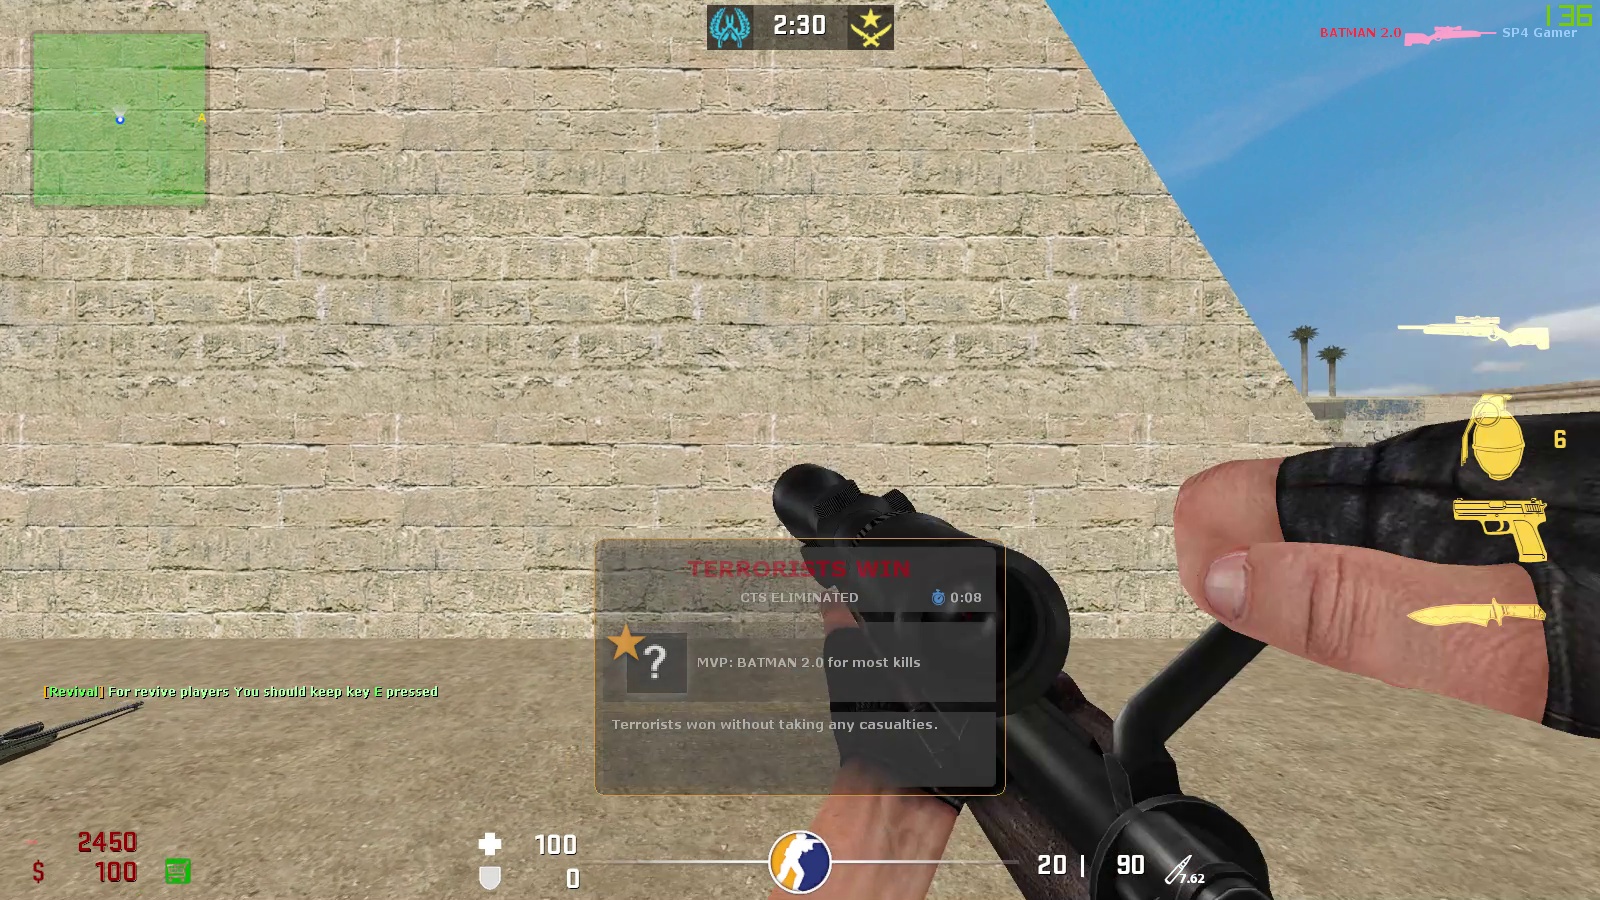 2:30
136
BATMAN 2.0 SP4 Gamer
A
6
TERRORISTS WIN
CTS ELIMINATED 0:08
? MVP: BATMAN 2.0 for most kills
[Revival] For revive players You should keep key E pressed
Terrorists won without taking any casualties.
2450
$ 100
100
0
20 | 90
7.62